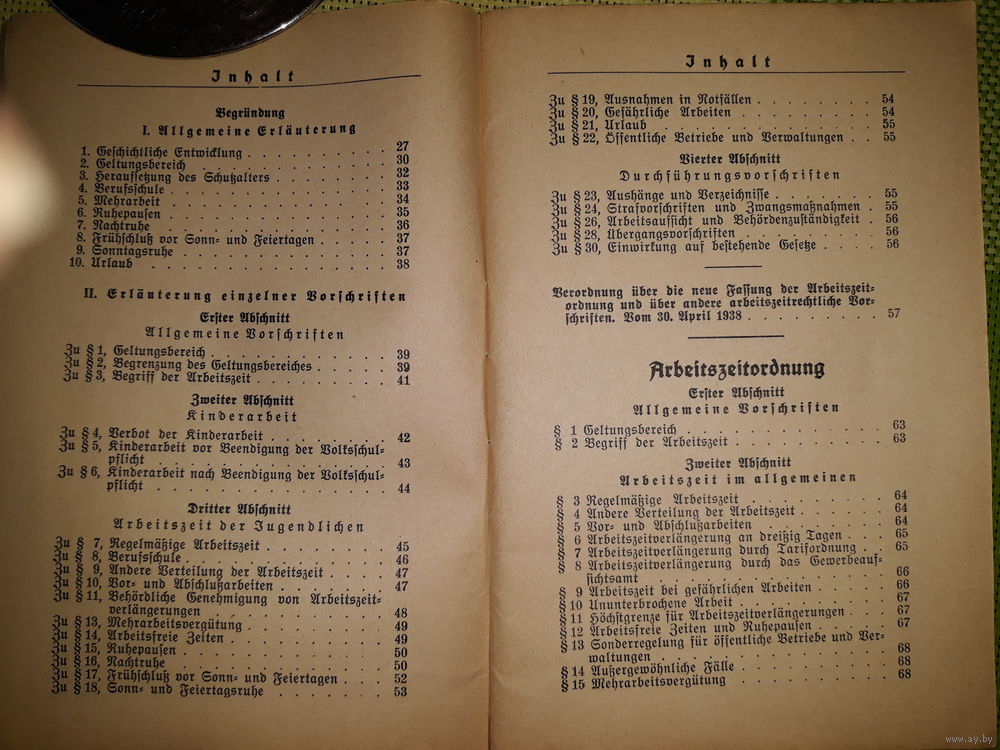 Inhalt
Begründung
I. Allgemeine Erläuterung
1. Geschichtliche Entwicklung . . . . . . . . . 27
2. Geltungsbereich . . . . . . . . . . . 30
3. Heraufsetzung des Schutzalters . . . . . . . 32
4. Berufsschule . . . . . . . . . . . . 33
5. Mehrarbeit . . . . . . . . . . . . 34
6. Ruhepausen . . . . . . . . . . . . 35
7. Nachtruhe . . . . . . . . . . . . 36
8. Frühschluß vor Sonn- und Feiertagen . . . . 37
9. Sonntagsruhe . . . . . . . . . . . 37
10. Urlaub . . . . . . . . . . . . . 38
II. Erläuterung einzelner Vorschriften
Erster Abschnitt
Allgemeine Vorschriften
Zu § 1, Geltungsbereich . . . . . . . . . . 39
Zu § 2, Begrenzung des Geltungsbereiches . . . . 39
Zu § 3, Begriff der Arbeitszeit . . . . . . . . 41
Zweiter Abschnitt
Kinderarbeit
Zu § 4, Verbot der Kinderarbeit . . . . . . . 42
Zu § 5, Kinderarbeit vor Beendigung der Volksschul-
pflicht . . . . . . . . . . . . 43
Zu § 6, Kinderarbeit nach Beendigung der Volksschul-
pflicht . . . . . . . . . . . . 44
Dritter Abschnitt
Arbeitszeit der Jugendlichen
Zu § 7, Regelmäßige Arbeitszeit . . . . . . . 45
Zu § 8, Berufsschule . . . . . . . . . . . 46
Zu § 9, Andere Verteilung der Arbeitszeit . . . . 47
Zu § 10, Vor- und Abschlußarbeiten . . . . . . 47
Zu § 11, Behördliche Genehmigung von Arbeitszeit-
verlängerungen . . . . . . . . . . 48
Zu § 13, Mehrarbeitsvergütung . . . . . . . . 49
Zu § 14, Arbeitsfreie Zeiten . . . . . . . . . 49
Zu § 15, Ruhepausen . . . . . . . . . . . 50
Zu § 16, Nachtruhe . . . . . . . . . . . 50
Zu § 17, Frühschluß vor Sonn- und Feiertagen . . . 52
Zu § 18, Sonn- und Feiertagsruhe . . . . . . . 53
Inhalt
Zu § 19, Ausnahmen in Notfällen . . . . . . . . 54
Zu § 20, Gefährliche Arbeiten . . . . . . . . . 54
Zu § 21, Urlaub . . . . . . . . . . . . . 55
Zu § 22, Öffentliche Betriebe und Verwaltungen . . 55
Vierter Abschnitt
Durchführungsvorschriften
Zu § 23, Aushänge und Verzeichnisse . . . . . . . 55
Zu § 24, Strafvorschriften und Zwangsmaßnahmen . 55
Zu § 26, Arbeitsaufsicht und Behördenzuständigkeit . 56
Zu § 28, Übergangsvorschriften . . . . . . . . . 56
Zu § 30, Einwirkung auf bestehende Gesetze . . . . 56
Verordnung über die neue Fassung der Arbeitszeit-
ordnung und über andere arbeitszeitrechtliche Vor-
schriften. Vom 30. April 1938 . . . . . . . . . 57
Arbeitszeitordnung
Erster Abschnitt
Allgemeine Vorschriften
§ 1 Geltungsbereich . . . . . . . . . . . . 63
§ 2 Begriff der Arbeitszeit . . . . . . . . . . 63
Zweiter Abschnitt
Arbeitszeit im allgemeinen
§ 3 Regelmäßige Arbeitszeit . . . . . . . . . 64
§ 4 Andere Verteilung der Arbeitszeit . . . . . . 64
§ 5 Vor- und Abschlußarbeiten . . . . . . . . 64
§ 6 Arbeitszeitverlängerung an dreißig Tagen . . . 65
§ 7 Arbeitszeitverlängerung durch Tarifordnung . . 65
§ 8 Arbeitszeitverlängerung durch das Gewerbeauf-
sichtsamt . . . . . . . . . . . . . 66
§ 9 Arbeitszeit bei gefährlichen Arbeiten . . . . . 66
§ 10 Ununterbrochene Arbeit . . . . . . . . . 67
§ 11 Höchstgrenze für Arbeitszeitverlängerungen . . . 67
§ 12 Arbeitsfreie Zeiten und Ruhepausen . . . . . 67
§ 13 Sonderregelung für öffentliche Betriebe und Ver-
waltungen . . . . . . . . . . . . . 68
§ 14 Außergewöhnliche Fälle . . . . . . . . . 68
§ 15 Mehrarbeitsvergütung . . . . . . . . . . 68
www.ay.by